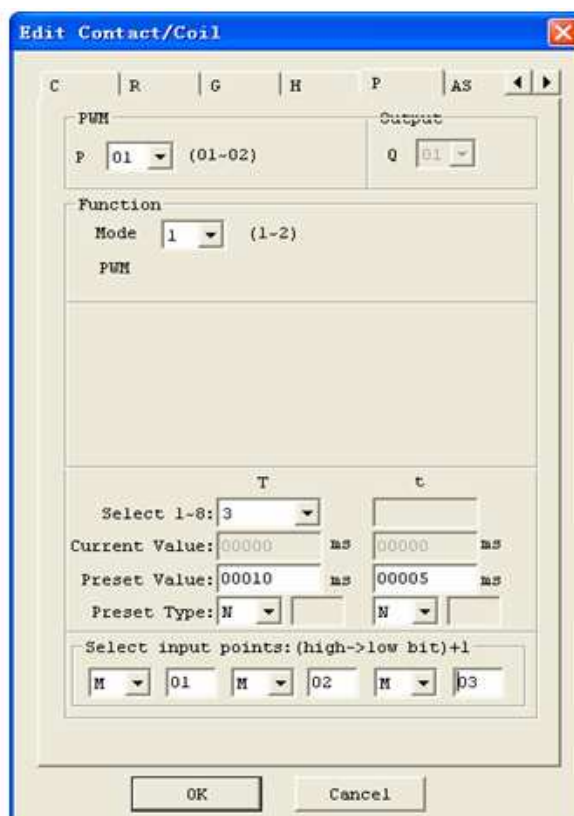 Edit Contact/Coil
C R G H P AS
PWM Output
P 01 (01~02) Q 01
Function
Mode 1 (1-2)
PWM
T t
Select 1~8: 3
Current Value: 00000 ms 00000 ms
Preset Value: 00010 ms 00005 ms
Preset Type: N N
Select input points:(high->low bit)+1
M 01 M 02 M 03
OK Cancel